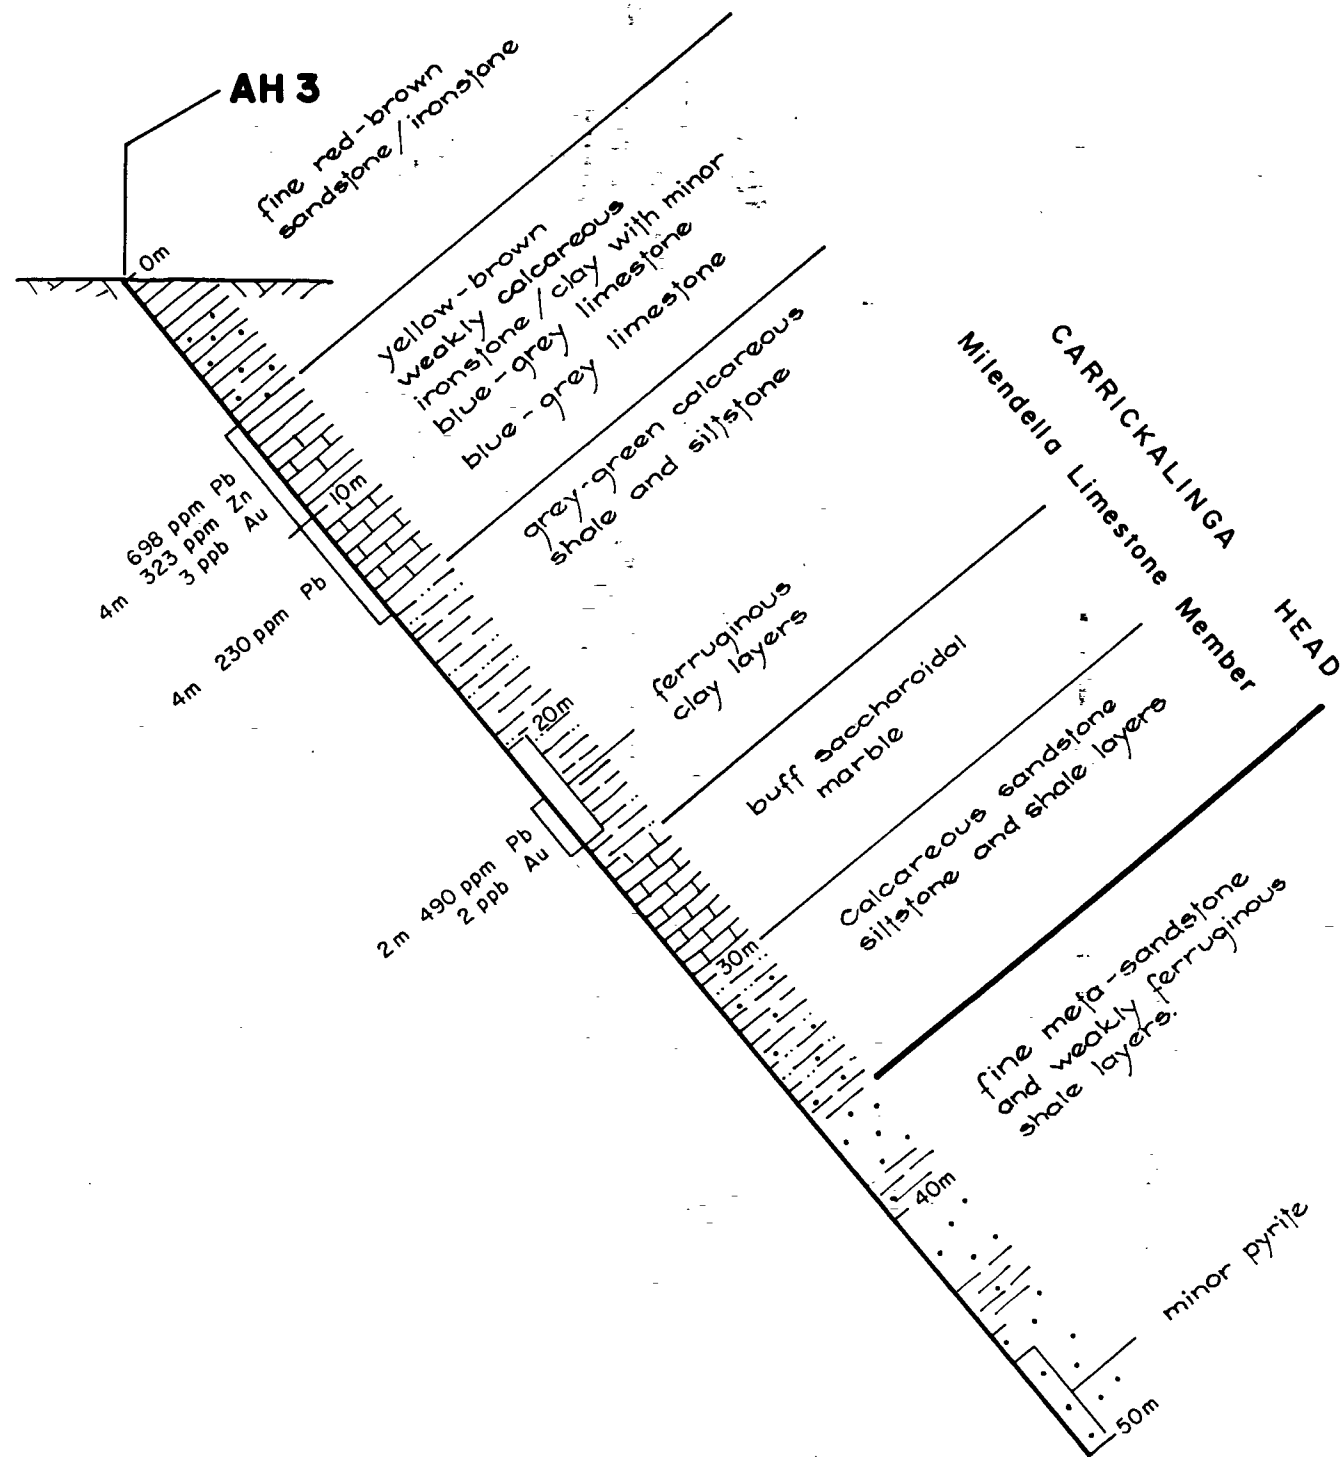 AH 3
fine red-brown
sandstone / ironstone
0m
yellow-brown
weakly calcareous
ironstone / clay with minor
blue-grey limestone
blue-grey limestone
grey-green calcareous
shale and siltstone
CARRICKALINGA HEAD
Milendella Limestone Member
698 ppm Pb
4m 323 ppm Zn
3 ppb Au
10m
4m 230 ppm Pb
ferruginous
clay layers
20m
buff saccharoidal
marble
2m 490 ppm Pb
2 ppb Au
Calcareous sandstone
siltstone and shale layers
30m
fine meta-sandstone
and weakly ferruginous
shale layers.
40m
minor pyrite
50m